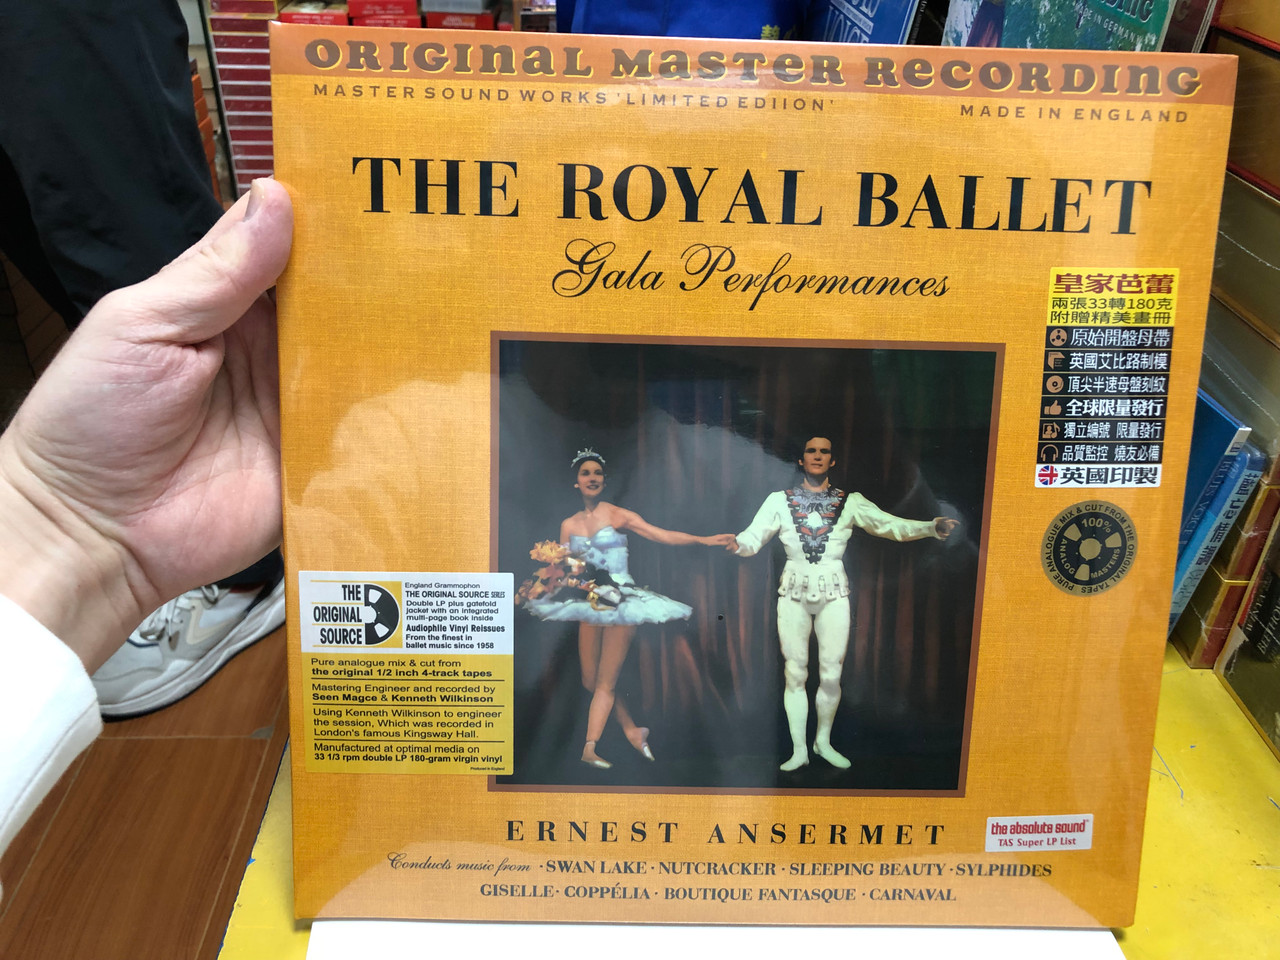 ORIGINAL MASTER RECORDING
MASTER SOUND WORKS 'LIMITED EDIIION'
MADE IN ENGLAND
THE ROYAL BALLET
Gala Performances
皇家芭蕾
兩張33轉180克
附贈精美畫冊
原始開盤母帶
英國艾比路制模
頂尖半速母盤刻紋
全球限量發行
獨立編號 限量發行
品質監控 燒友必備
英國印製
PURE ANALOGUE MIX & CUT FROM THE ORIGINAL TAPES
100%
ANALOG MASTERS
THE
ORIGINAL
SOURCE
England Grammophon
THE ORIGINAL SOURCE SERIES
Double LP plus gatefold
jacket with an integrated
multi-page book inside
Audiophile Vinyl Reissues
From the finest in
ballet music since 1958
Pure analogue mix & cut from
the original 1/2 inch 4-track tapes
Mastering Engineer and recorded by
Seen Magce & Kenneth Wilkinson
Using Kenneth Wilkinson to engineer
the session, Which was recorded in
London's famous Kingsway Hall.
Manufactured at optimal media on
33 1/3 rpm double LP 180-gram virgin vinyl
Produced in England
ERNEST ANSERMET
the absolute sound
TAS Super LP List
Conducts music from · SWAN LAKE · NUTCRACKER · SLEEPING BEAUTY · SYLPHIDES
GISELLE · COPPÉLIA · BOUTIQUE FANTASQUE · CARNAVAL
MADE IN GERMANY